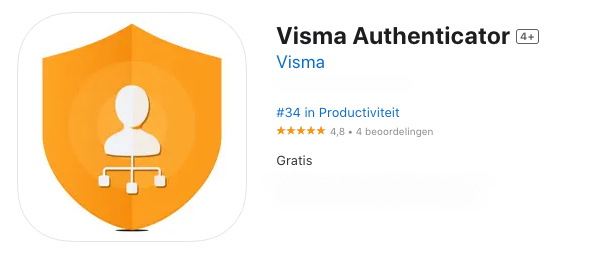 Visma Authenticator 4+
Visma
#34 in Productiviteit
★★★★★ 4,8 • 4 beoordelingen
Gratis